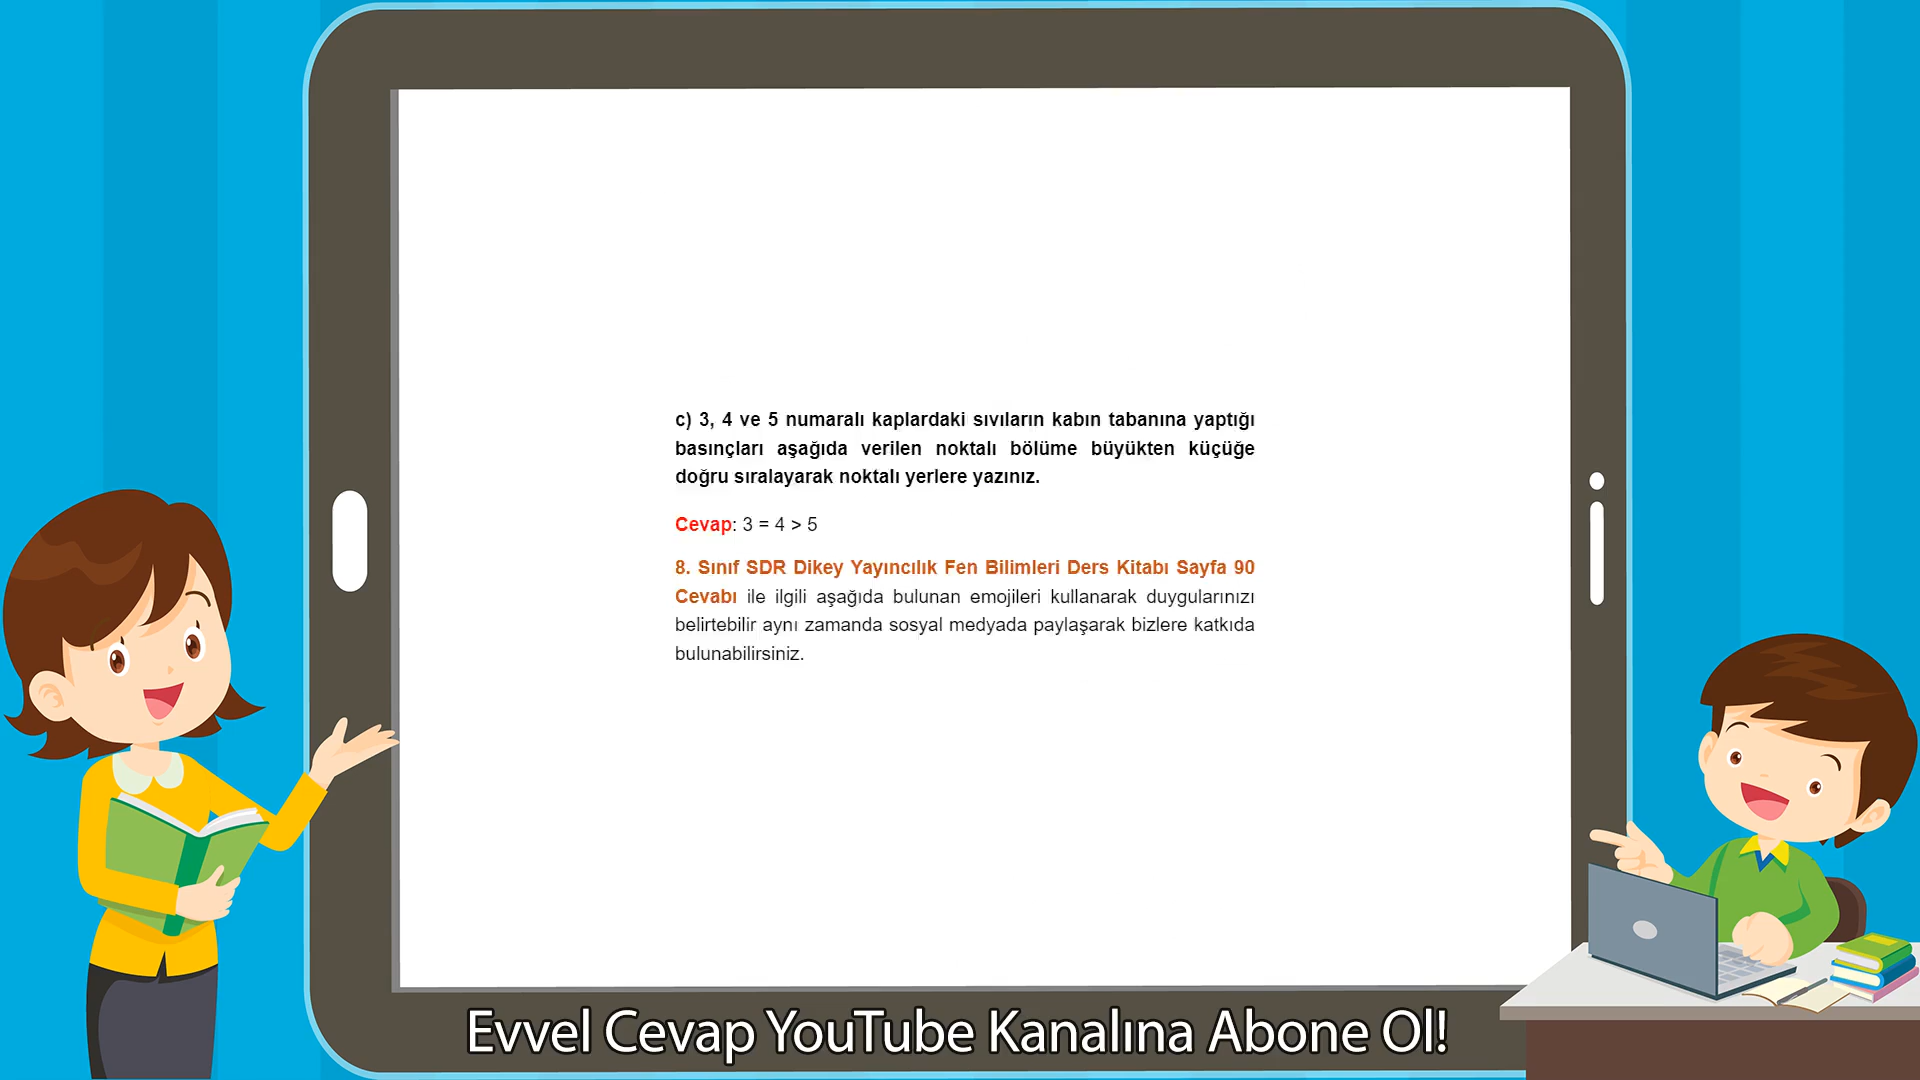 c) 3, 4 ve 5 numaralı kaplardaki sıvıların kabın tabanına yaptığı
basınçları aşağıda verilen noktalı bölüme büyükten küçüğe
doğru sıralayarak noktalı yerlere yazınız.
Cevap: 3 = 4 > 5
8. Sınıf SDR Dikey Yayıncılık Fen Bilimleri Ders Kitabı Sayfa 90
Cevabı ile ilgili aşağıda bulunan emojileri kullanarak duygularınızı
belirtebilir aynı zamanda sosyal medyada paylaşarak bizlere katkıda
bulunabilirsiniz.
Evvel Cevap YouTube Kanalına Abone Ol!